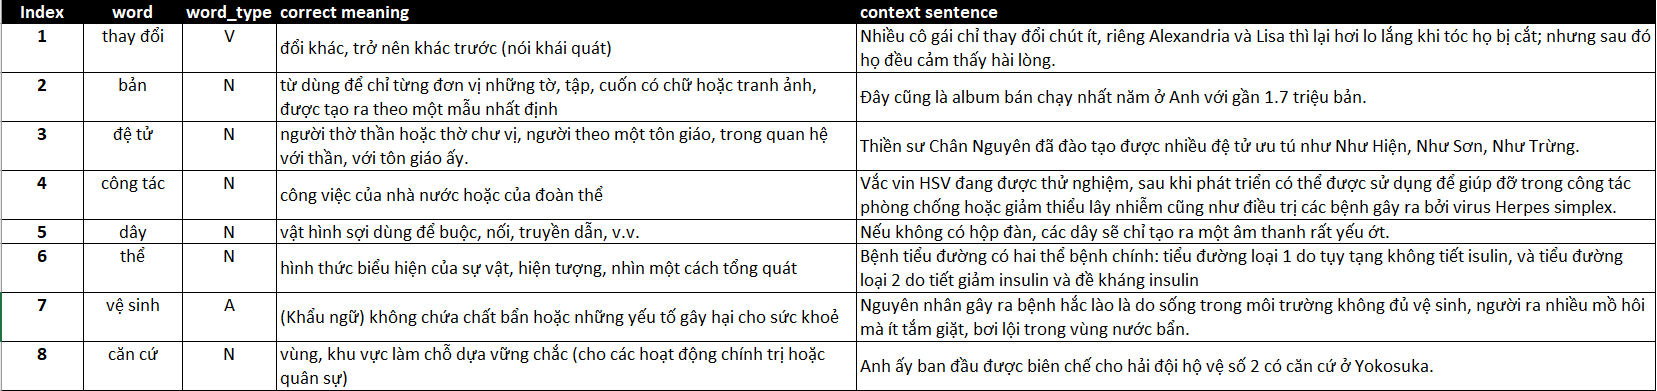 Index word word_type correct meaning context sentence
1 thay đổi V đổi khác, trở nên khác trước (nói khái quát) Nhiều cô gái chỉ thay đổi chút ít, riêng Alexandria và Lisa thì lại hơi lo lắng khi tóc họ bị cắt; nhưng sau đó
họ đều cảm thấy hài lòng.
2 bản N từ dùng để chỉ từng đơn vị những tờ, tập, cuốn có chữ hoặc tranh ảnh,
được tạo ra theo một mẫu nhất định Đây cũng là album bán chạy nhất năm ở Anh với gần 1.7 triệu bản.
3 đệ tử N người thờ thần hoặc thờ chư vị, người theo một tôn giáo, trong quan hệ
với thần, với tôn giáo ấy. Thiền sư Chân Nguyên đã đào tạo được nhiều đệ tử ưu tú như Như Hiện, Như Sơn, Như Trừng.
4 công tác N công việc của nhà nước hoặc của đoàn thể Vắc vin HSV đang được thử nghiệm, sau khi phát triển có thể được sử dụng để giúp đỡ trong công tác
phòng chống hoặc giảm thiểu lây nhiễm cũng như điều trị các bệnh gây ra bởi virus Herpes simplex.
5 dây N vật hình sợi dùng để buộc, nối, truyền dẫn, v.v. Nếu không có hộp đàn, các dây sẽ chỉ tạo ra một âm thanh rất yếu ớt.
6 thể N hình thức biểu hiện của sự vật, hiện tượng, nhìn một cách tổng quát Bệnh tiểu đường có hai thể bệnh chính: tiểu đường loại 1 do tụy tạng không tiết isulin, và tiểu đường
loại 2 do tiết giảm insulin và đề kháng insulin
7 vệ sinh A (Khẩu ngữ) không chứa chất bẩn hoặc những yếu tố gây hại cho sức khoẻ Nguyên nhân gây ra bệnh hắc lào là do sống trong môi trường không đủ vệ sinh, người ra nhiều mồ hôi
mà ít tắm giặt, bơi lội trong vùng nước bẩn.
8 căn cứ N vùng, khu vực làm chỗ dựa vững chắc (cho các hoạt động chính trị hoặc
quân sự) Anh ấy ban đầu được biên chế cho hải đội hộ vệ số 2 có căn cứ ở Yokosuka.